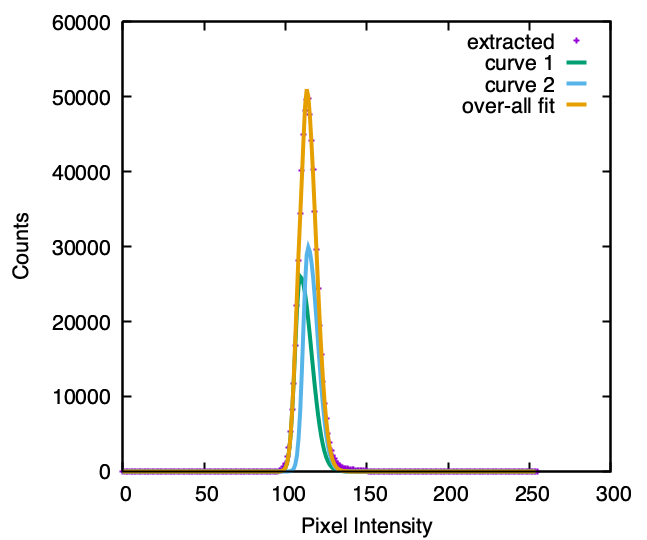 60000
50000
40000
30000
20000
10000
0
Counts
extracted
curve 1
curve 2
over-all fit
0 50 100 150 200 250 300
Pixel Intensity